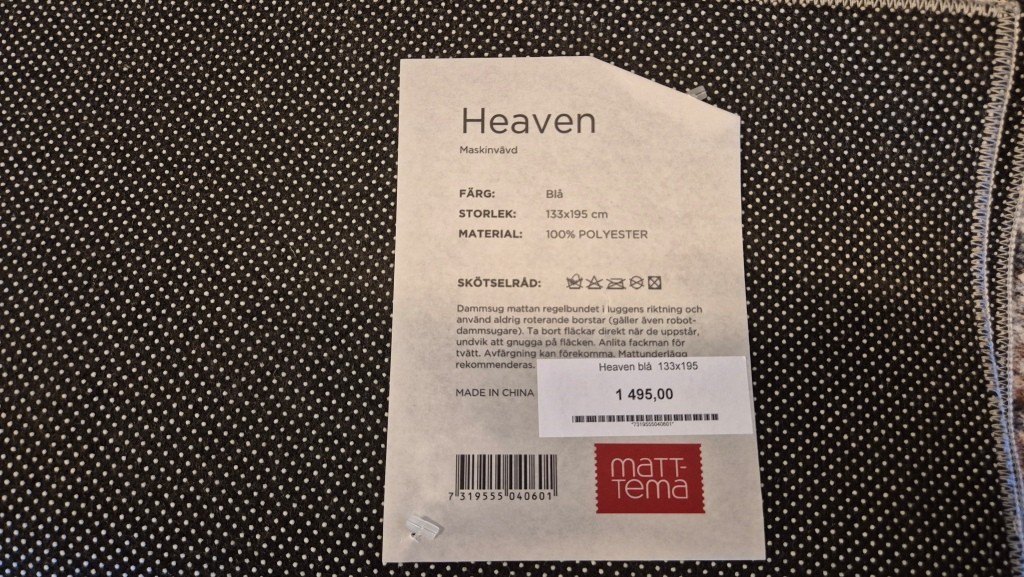 Heaven
Maskinvävd
FÄRG: Blå
STORLEK: 133x195 cm
MATERIAL: 100% POLYESTER
SKÖTSELRÅD:
Dammsug mattan regelbundet i luggens riktning och
använd aldrig roterande borstar (gäller även robot-
dammsugare). Ta bort fläckar direkt när de uppstår,
undvik att gnugga på fläcken. Anlita fackman för
tvätt. Avfärgning kan förekomma. Mattunderlägg
rekommenderas.
Heaven blå 133x195
MADE IN CHINA
1 495,00
*7319555040601*
7 319555 040601
MATT-
TEMA